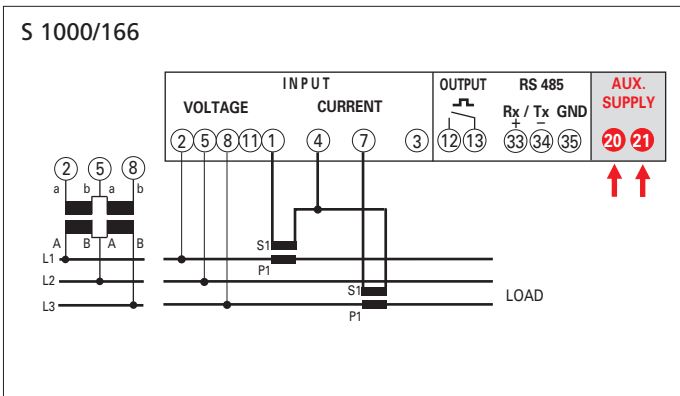 S 1000/166
INPUT
OUTPUT
RS 485
AUX.
SUPPLY
VOLTAGE
CURRENT
Rx / Tx GND
+ −
2 5 8 11 1 4 7 3 12 13 33 34 35 20 21
2 5 8
a b a b
A B A B
S1
L1
P1
L2
S1
LOAD
L3
P1